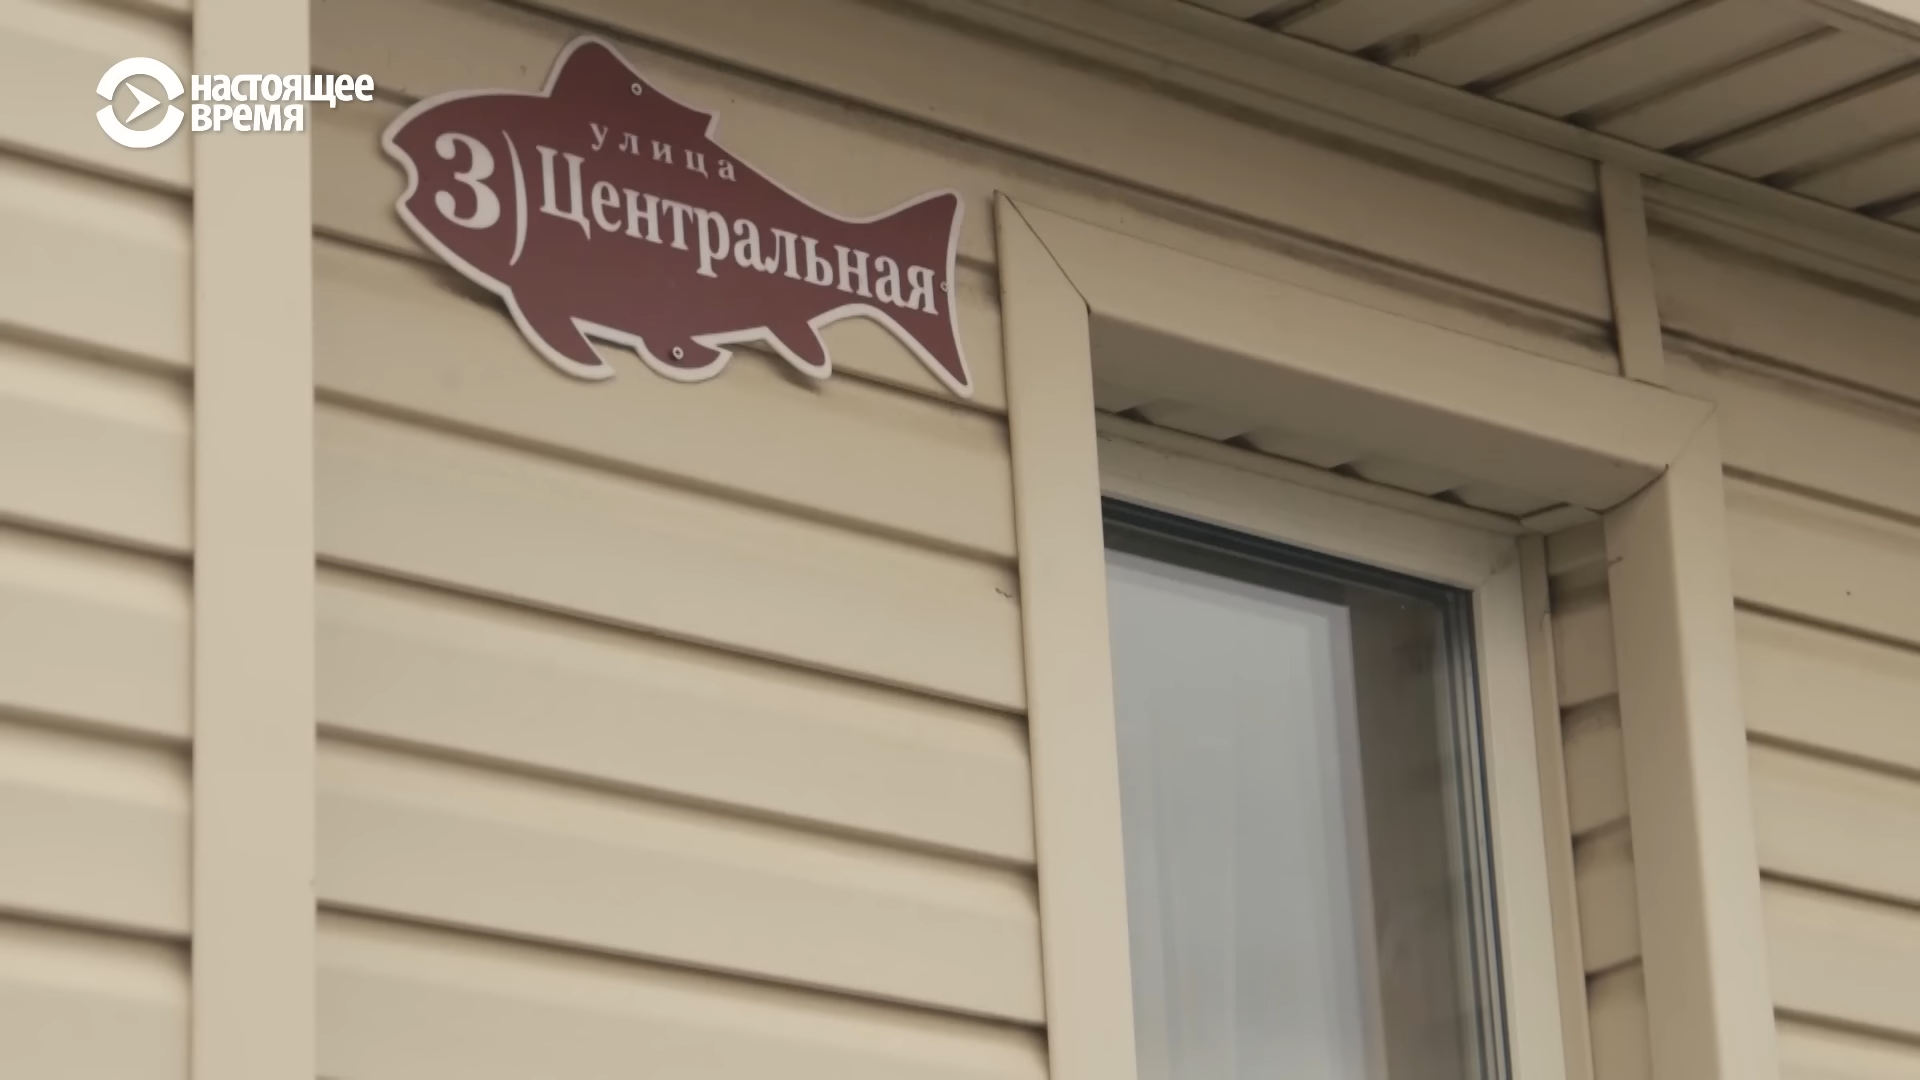 настоящее
время
улица
3
Центральная